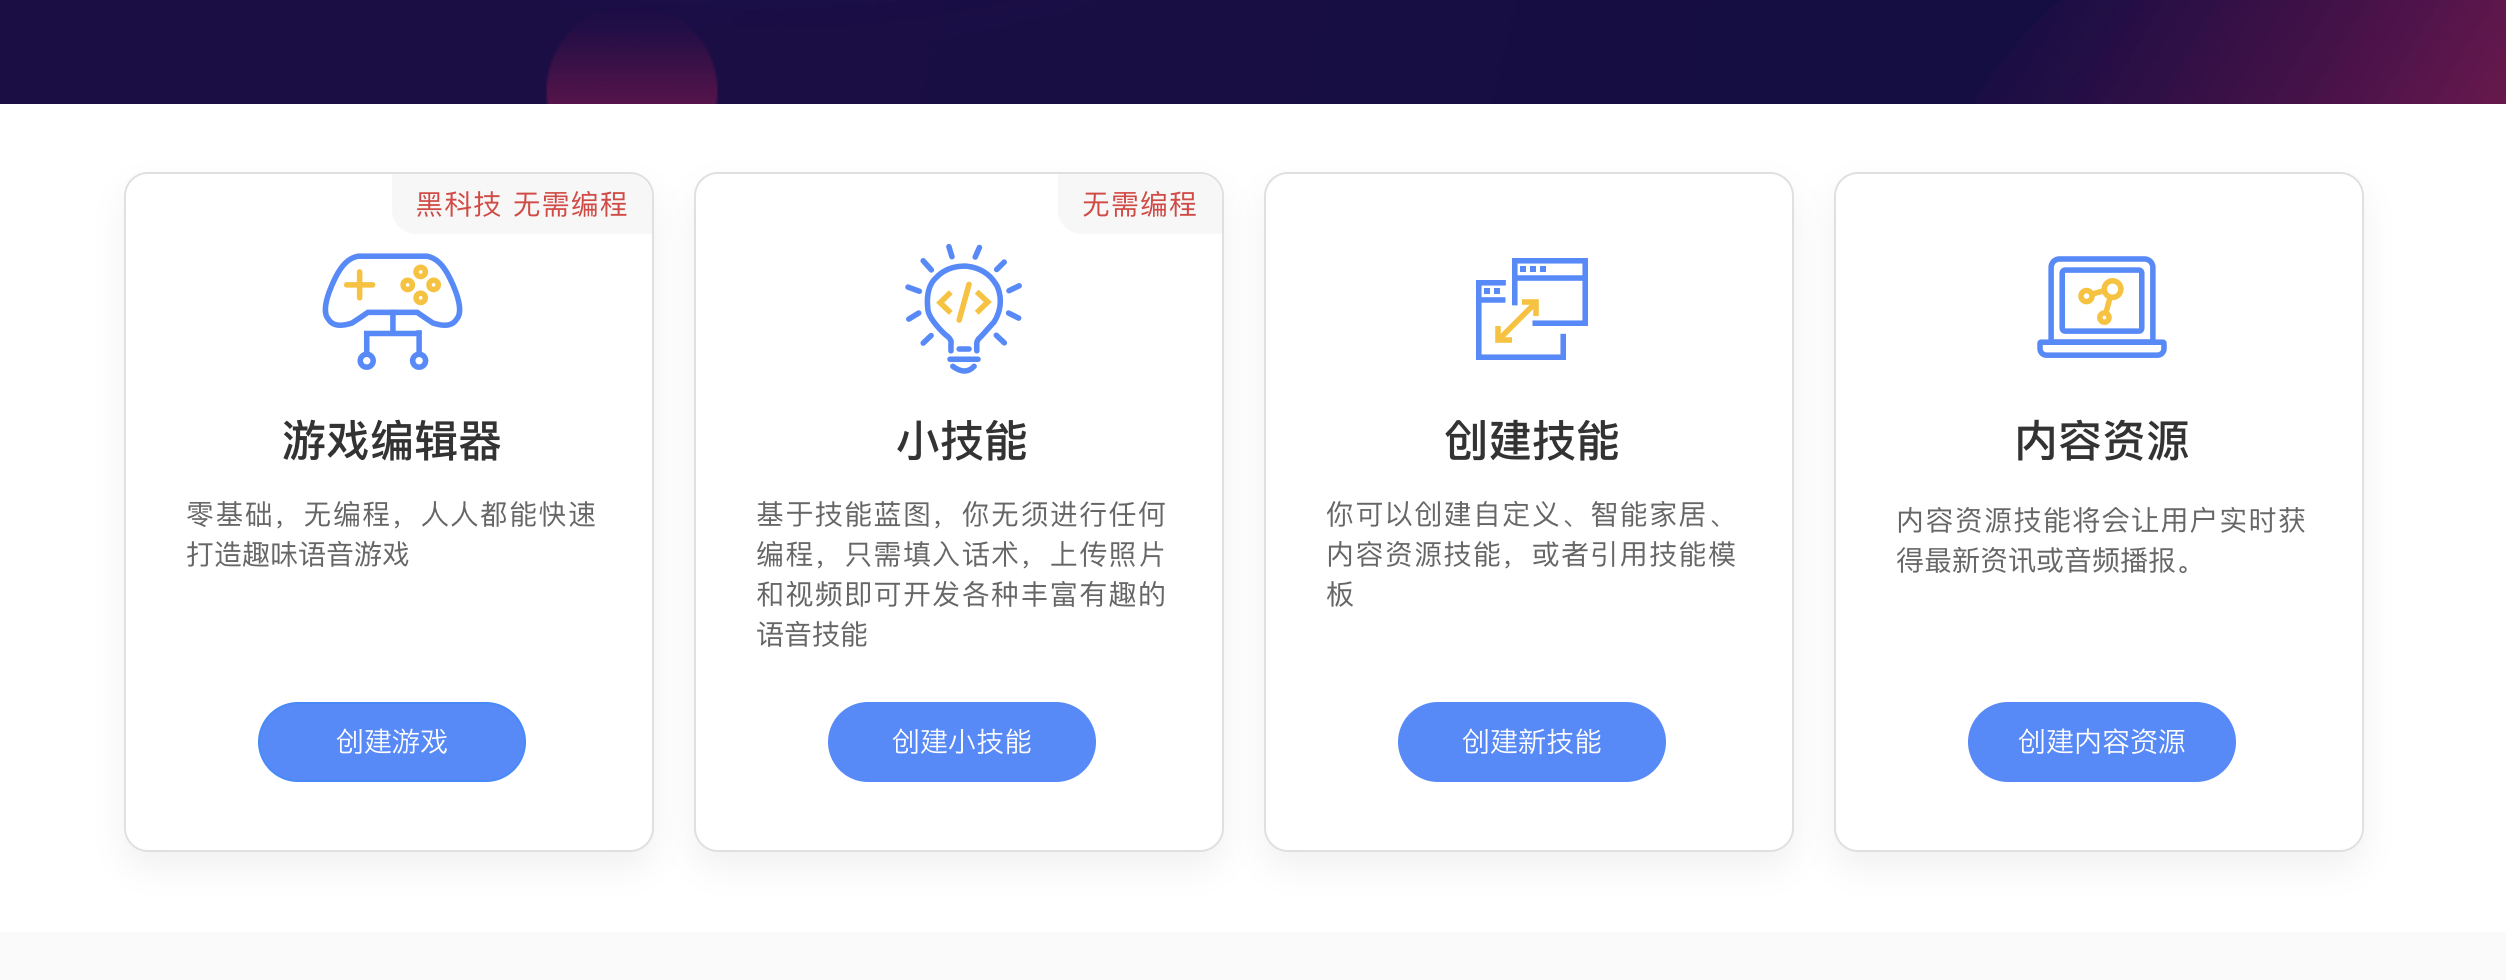 黑科技 无需编程
游戏编辑器
零基础，无编程，人人都能快速
打造趣味语音游戏
创建游戏
无需编程
小技能
基于技能蓝图，你无须进行任何
编程，只需填入话术，上传照片
和视频即可开发各种丰富有趣的
语音技能
创建小技能
创建技能
你可以创建自定义、智能家居、
内容资源技能，或者引用技能模
板
创建新技能
内容资源
内容资源技能将会让用户实时获
得最新资讯或音频播报。
创建内容资源